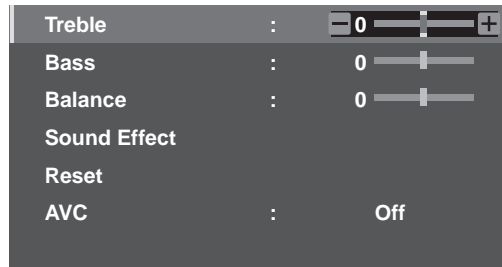 Treble : − 0 +
Bass : 0
Balance : 0
Sound Effect
Reset
AVC : Off